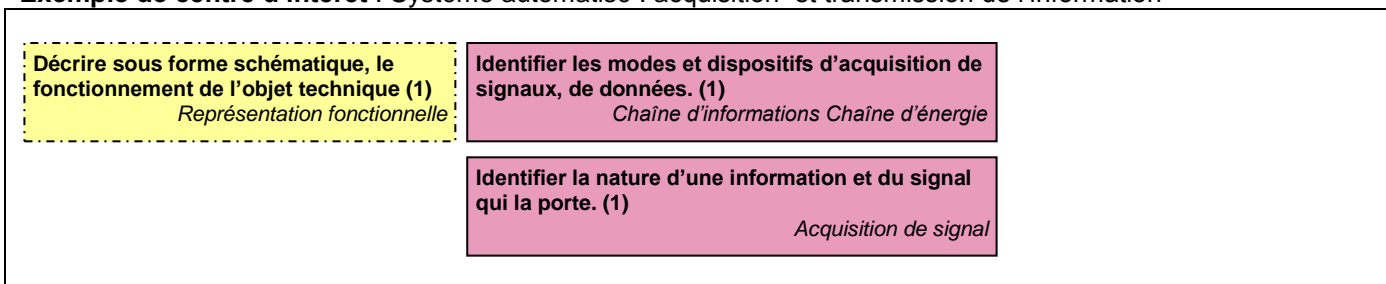 Exemple de centre d'intérêt : Système automatisé : acquisition et transmission de l'information
Décrire sous forme schématique, le
fonctionnement de l'objet technique (1)
Représentation fonctionnelle
Identifier les modes et dispositifs d'acquisition de
signaux, de données. (1)
Chaîne d'informations Chaîne d'énergie
Identifier la nature d'une information et du signal
qui la porte. (1)
Acquisition de signal